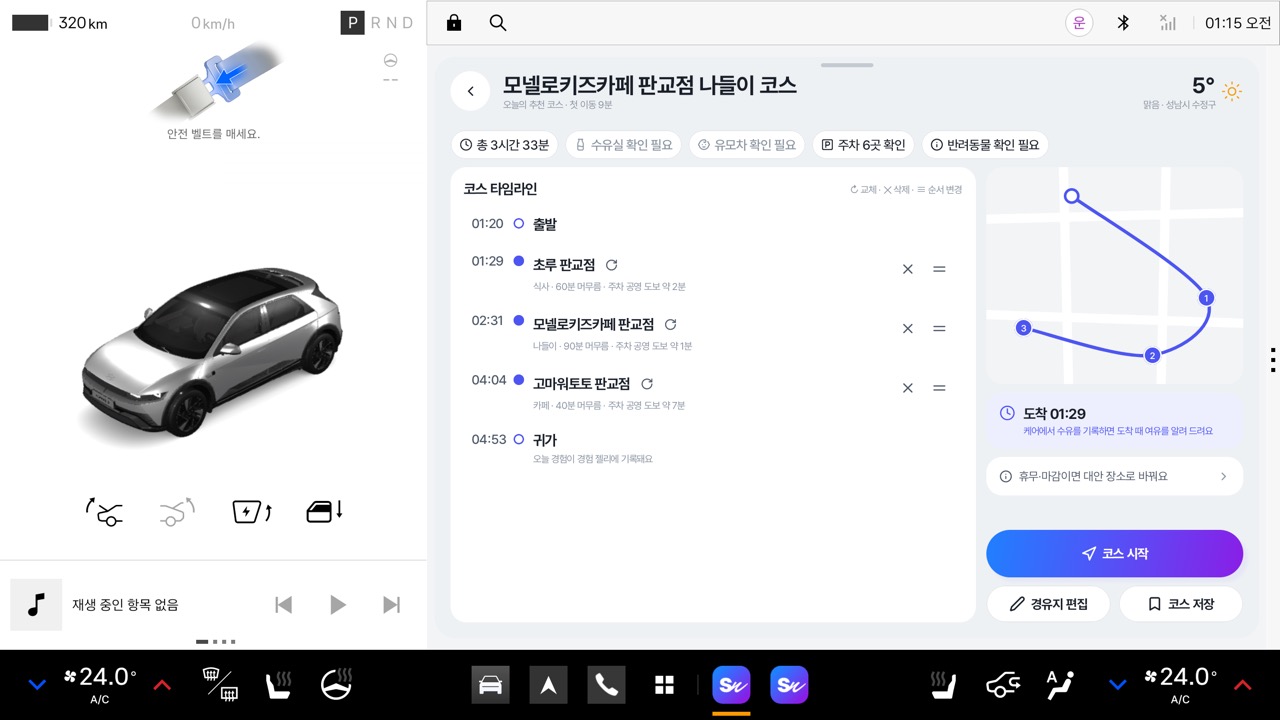 320 km
0 km/h
P R N D
운
01:15 오전
안전 벨트를 매세요.
--
모넬로키즈카페 판교점 나들이 코스
오늘의 추천 코스 · 첫 이동 9분
5°
맑음 · 성남시 수정구
총 3시간 33분
수유실 확인 필요
유모차 확인 필요
주차 6곳 확인
반려동물 확인 필요
코스 타임라인
교체 · 삭제 · 순서 변경
01:20 출발
01:29 초루 판교점
식사 · 60분 머무름 · 주차 공영 도보 약 2분
02:31 모넬로키즈카페 판교점
나들이 · 90분 머무름 · 주차 공영 도보 약 1분
04:04 고마워토토 판교점
카페 · 40분 머무름 · 주차 공영 도보 약 7분
04:53 귀가
오늘 경험이 경험 젤리에 기록돼요
1
2
3
도착 01:29
케어에서 수유를 기록하면 도착 때 여유를 알려 드려요
휴무·마감이면 대안 장소로 바꿔요
코스 시작
경유지 편집
코스 저장
재생 중인 항목 없음
24.0°
A/C
Sv
Sv
A
24.0°
A/C